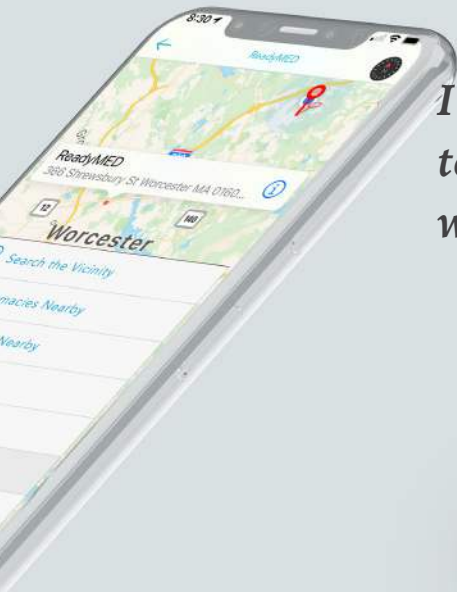 8:30
ReadyMED
ReadyMED
366 Shrewsbury St Worcester MA 0160...
12
140
Worcester
Search the Vicinity
macies Nearby
Nearby
I
to
w